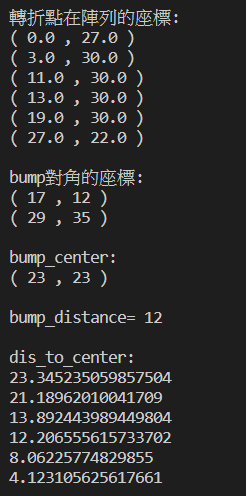 轉折點在陣列的座標:
( 0.0 , 27.0 )
( 3.0 , 30.0 )
( 11.0 , 30.0 )
( 13.0 , 30.0 )
( 19.0 , 30.0 )
( 27.0 , 22.0 )
bump對角的座標:
( 17 , 12 )
( 29 , 35 )
bump_center:
( 23 , 23 )
bump_distance= 12
dis_to_center:
23.345235059857504
21.18962010041709
13.892443989449804
12.206555615733702
8.06225774829855
4.123105625617661